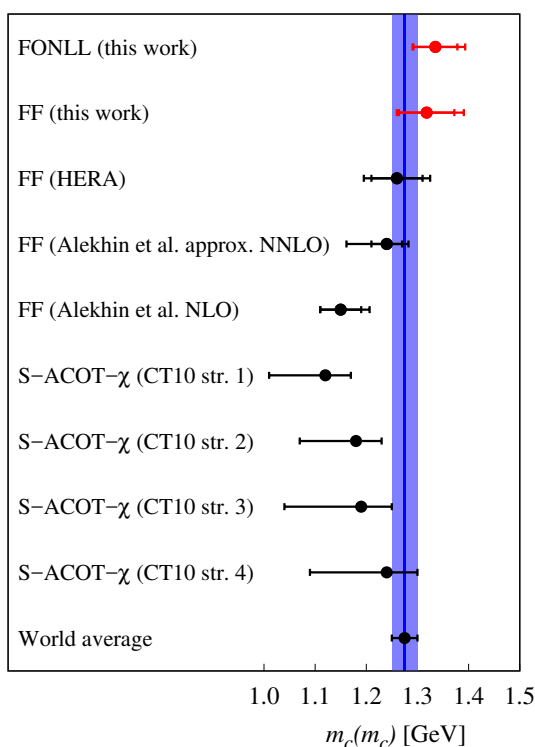 FONLL (this work)
FF (this work)
FF (HERA)
FF (Alekhin et al. approx. NNLO)
FF (Alekhin et al. NLO)
S−ACOT−χ (CT10 str. 1)
S−ACOT−χ (CT10 str. 2)
S−ACOT−χ (CT10 str. 3)
S−ACOT−χ (CT10 str. 4)
World average
1.0 1.1 1.2 1.3 1.4 1.5
m_c(m_c) [GeV]